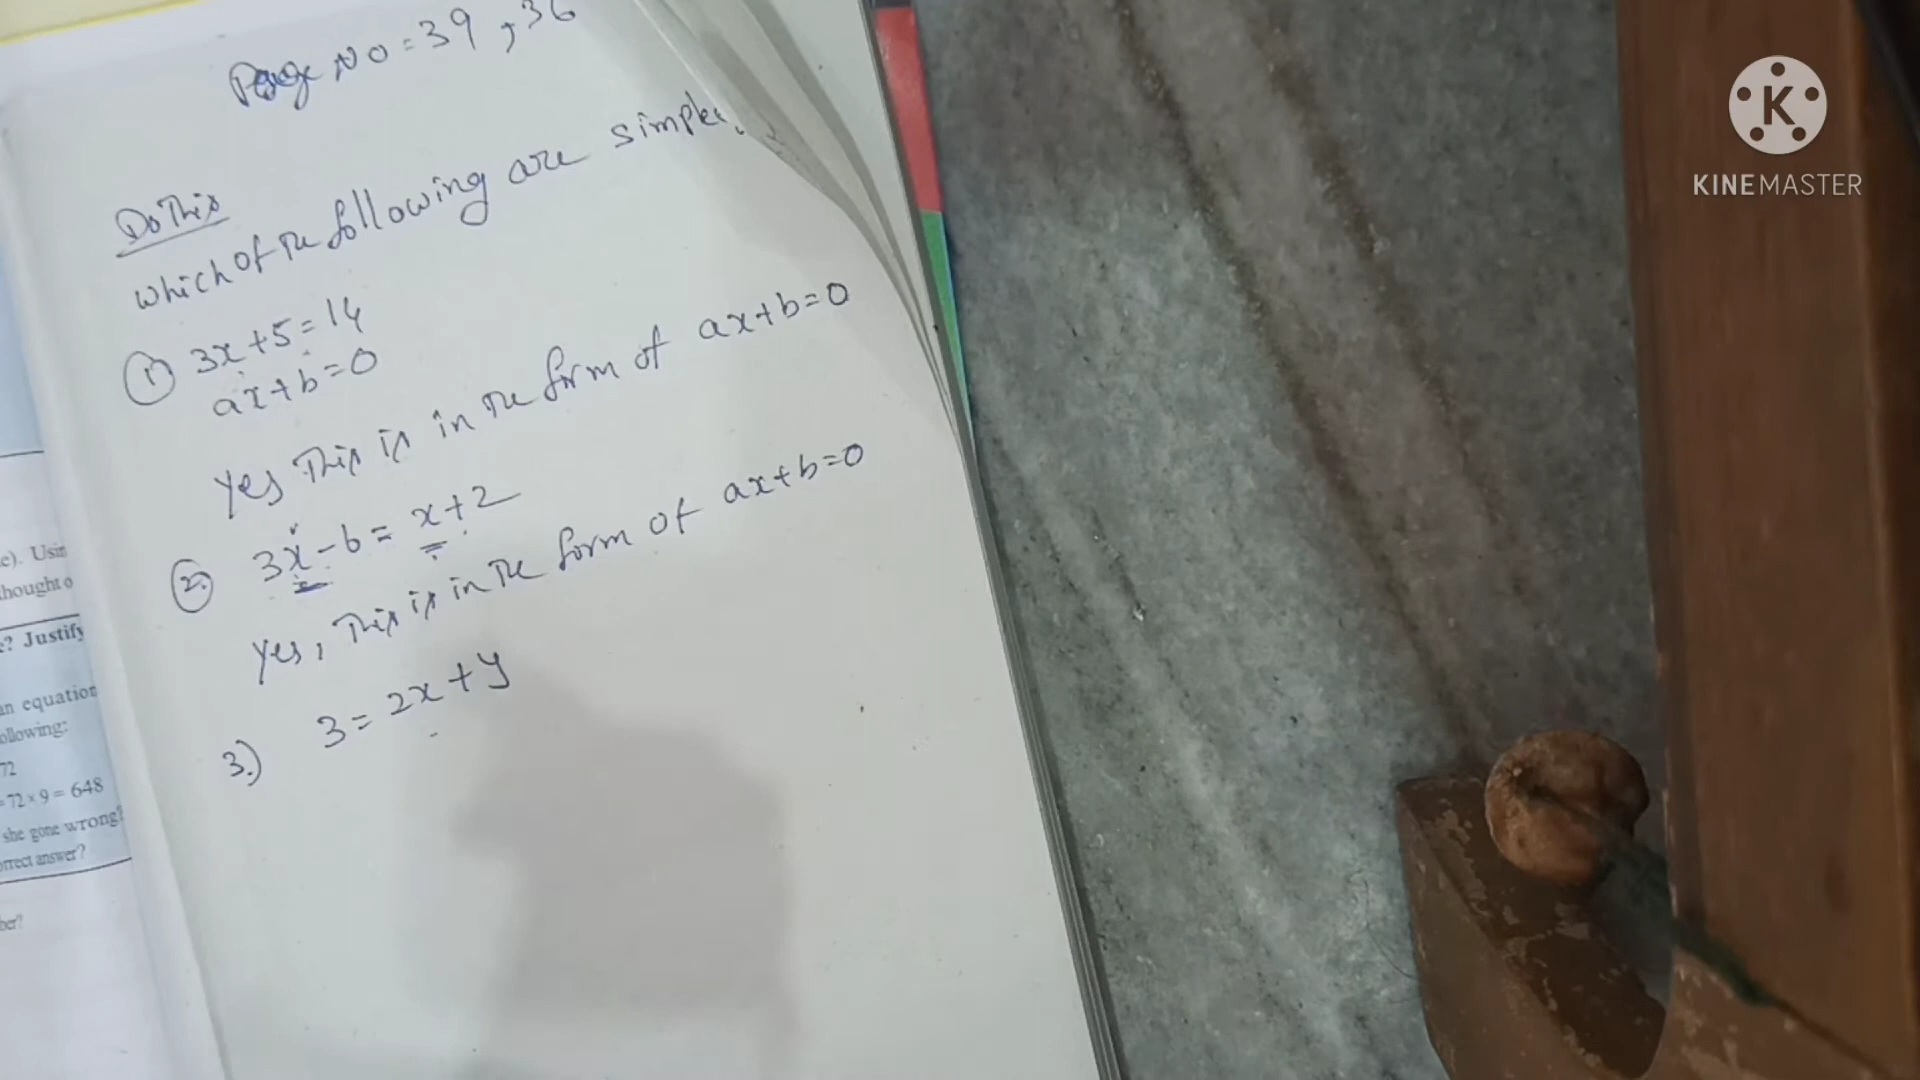 Page NO = 39, 36
Do This
which of the following are simple.
① 3x + 5 = 14
ax + b = 0
yes This is in the form of ax + b = 0
② 3x - 6 = x + 2
yes, This is in the form of ax + b = 0
3.) 3 = 2x + y
e). Usin
thought o
e? Justify
an equation
ollowing:
72
= 72 × 9 = 648
she gone wrong?
orrect answer?
ber?
KINEMASTER